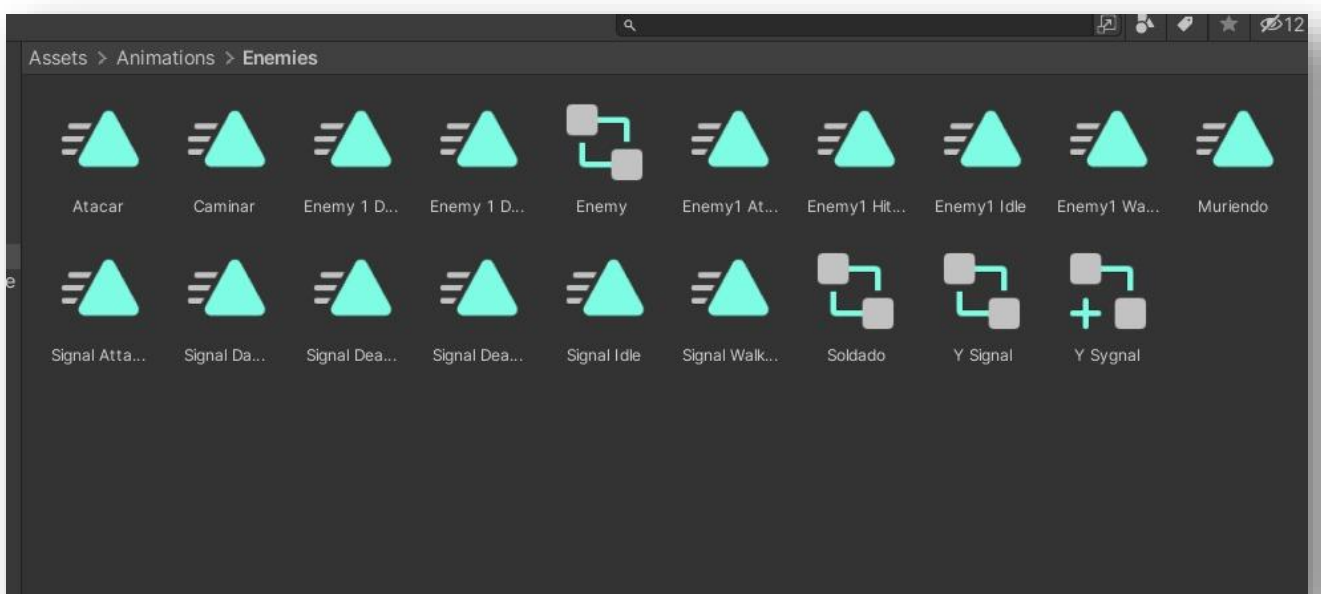 12
Assets > Animations > Enemies
Atacar Caminar Enemy 1 D... Enemy 1 D... Enemy Enemy1 At... Enemy1 Hit... Enemy1 Idle Enemy1 Wa... Muriendo
e
Signal Atta... Signal Da... Signal Dea... Signal Dea... Signal Idle Signal Walk... Soldado Y Signal Y Sygnal